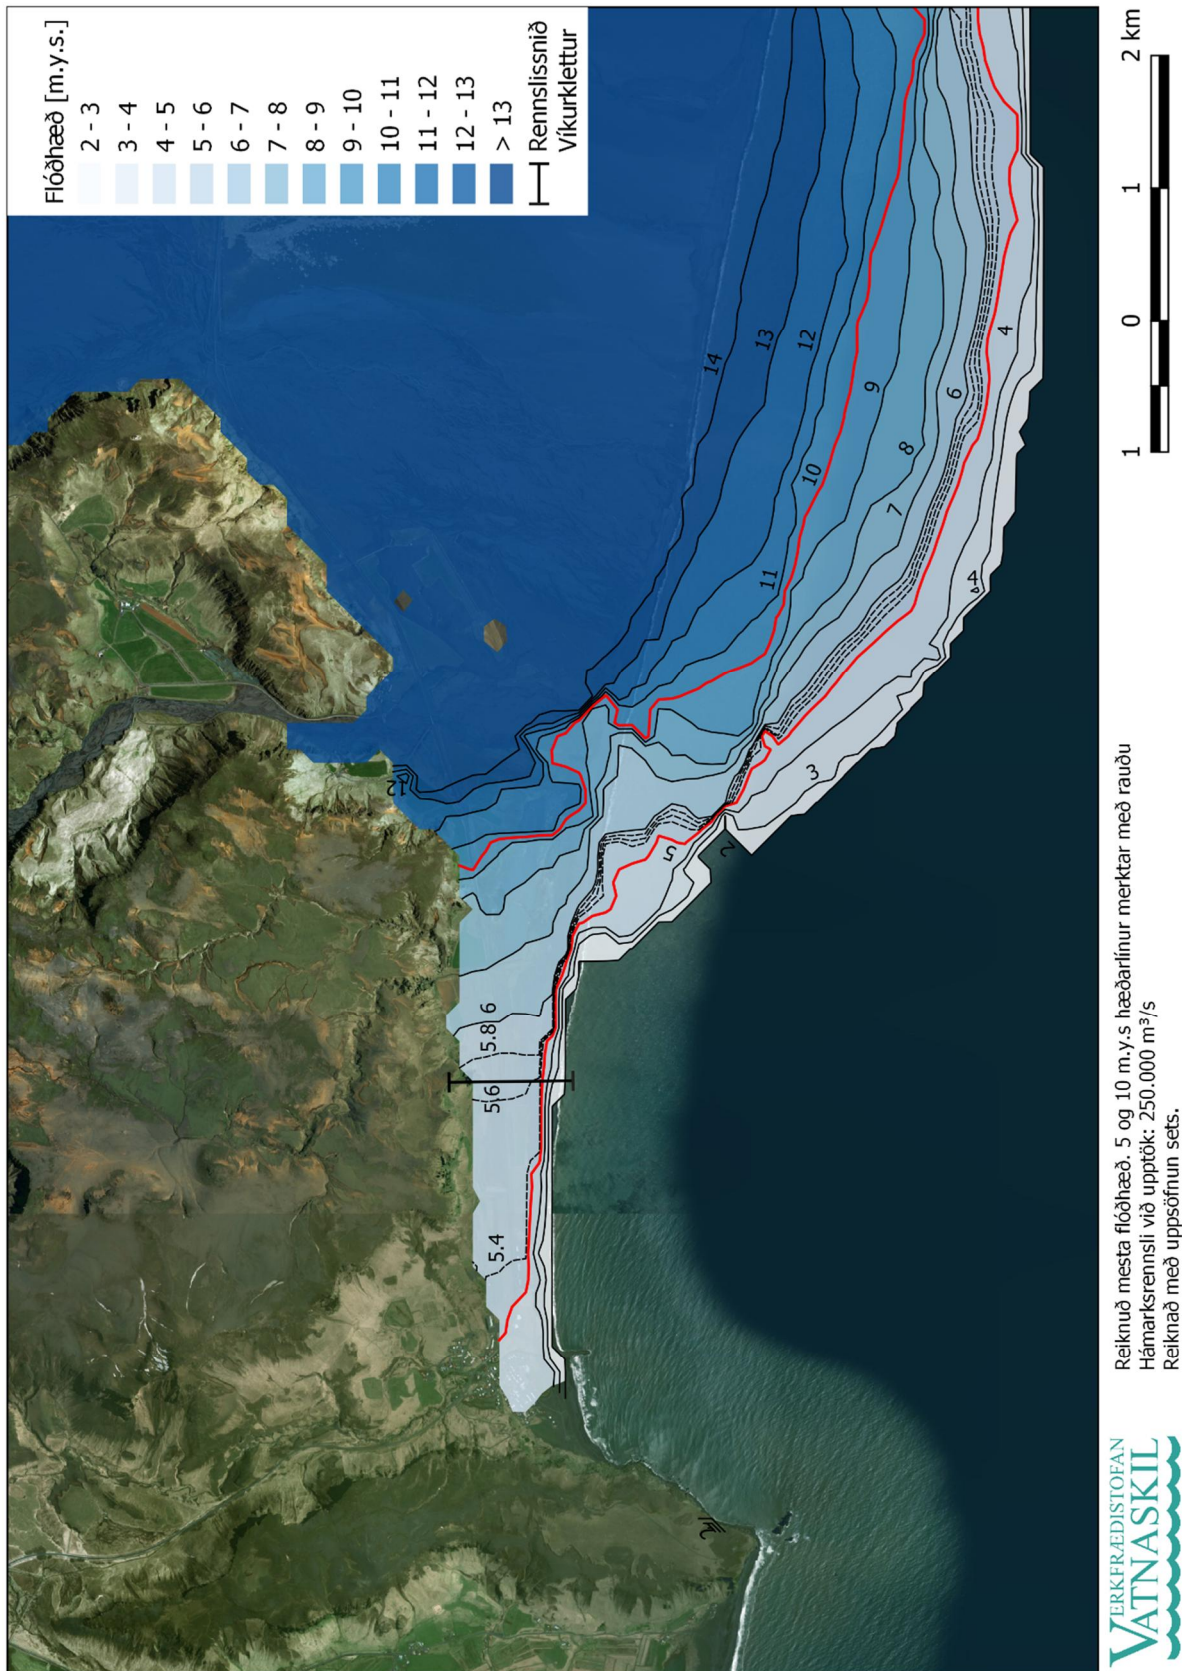 Flóðhæð [m.y.s.]
2 - 3
3 - 4
4 - 5
5 - 6
6 - 7
7 - 8
8 - 9
9 - 10
10 - 11
11 - 12
12 - 13
> 13
Rennslissnið
Víkurklettur
12
14
13
12
11
10
9
8
7
6
4
4
3
2
5
6
5.8
5.6
5.4
VERKFRÆÐISTOFAN
VATNASKIL
Reiknuð mesta flóðhæð. 5 og 10 m.y.s hæðarlínur merktar með rauðu
Hámarksrennsli við upptök: 250.000 m³/s
Reiknað með uppsöfnun sets.
1 0 1 2 km